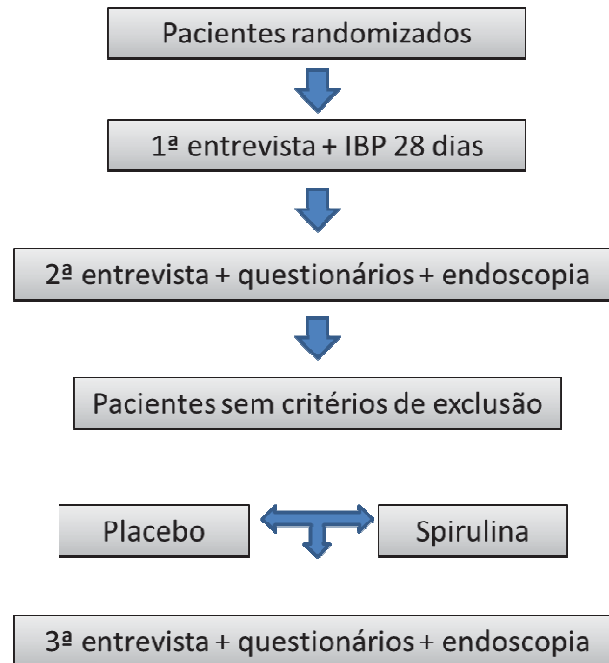 Pacientes randomizados
1ª entrevista + IBP 28 dias
2ª entrevista + questionários + endoscopia
Pacientes sem critérios de exclusão
Placebo
Spirulina
3ª entrevista + questionários + endoscopia